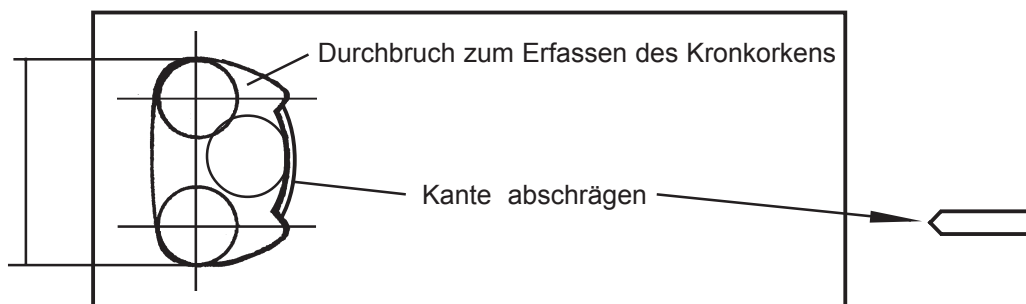 Durchbruch zum Erfassen des Kronkorkens
Kante abschrägen